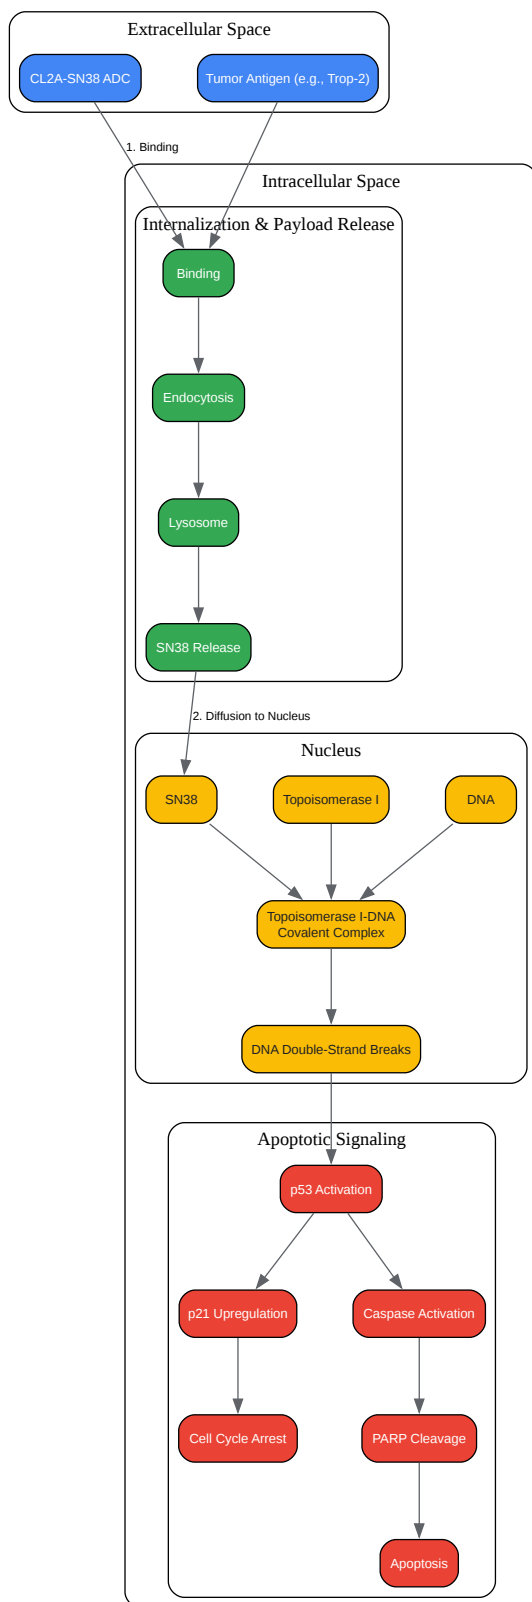 Extracellular Space
CL2A-SN38 ADC
Tumor Antigen (e.g., Trop-2)
1. Binding
Intracellular Space
Internalization & Payload Release
Binding
Endocytosis
Lysosome
SN38 Release
2. Diffusion to Nucleus
Nucleus
SN38
Topoisomerase I
DNA
Topoisomerase I-DNA
Covalent Complex
DNA Double-Strand Breaks
Apoptotic Signaling
p53 Activation
p21 Upregulation
Caspase Activation
Cell Cycle Arrest
PARP Cleavage
Apoptosis